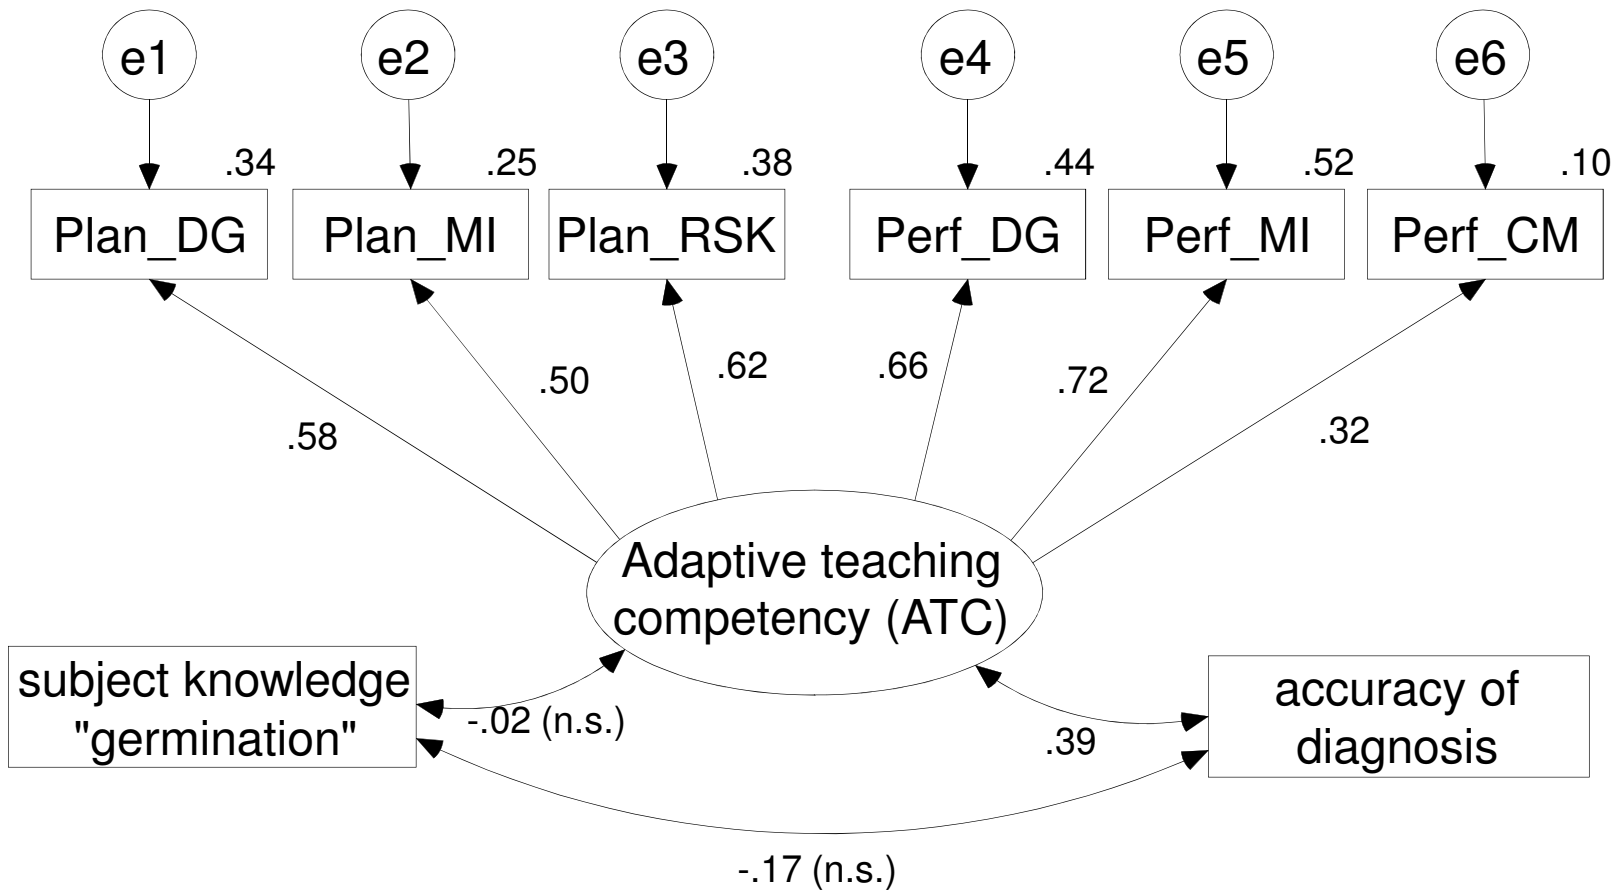 e1 e2 e3 e4 e5 e6
.34 .25 .38 .44 .52 .10
Plan_DG Plan_MI Plan_RSK Perf_DG Perf_MI Perf_CM
.58 .50 .62 .66 .72 .32
Adaptive teaching
competency (ATC)
subject knowledge
"germination"
accuracy of
diagnosis
-.02 (n.s.)
.39
-.17 (n.s.)